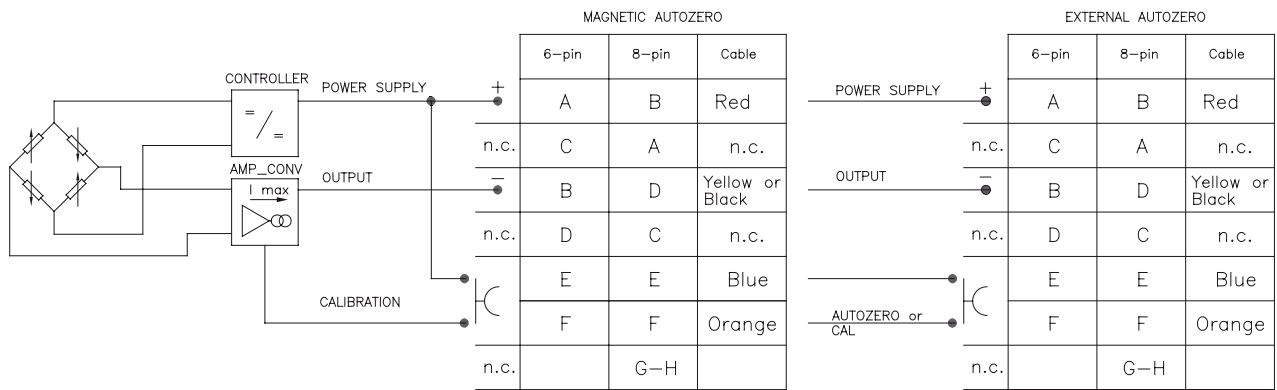 MAGNETIC AUTOZERO
EXTERNAL AUTOZERO
6-pin 8-pin Cable
6-pin 8-pin Cable
CONTROLLER
POWER SUPPLY
+ A B Red
POWER SUPPLY
+ A B Red
=
/
=
n.c. C A n.c.
n.c. C A n.c.
AMP_CONV
I max
OUTPUT
− B D Yellow or
Black
OUTPUT
− B D Yellow or
Black
n.c. D C n.c.
n.c. D C n.c.
E E Blue
E E Blue
CALIBRATION
F F Orange
AUTOZERO or
CAL
F F Orange
n.c. G-H
n.c. G-H